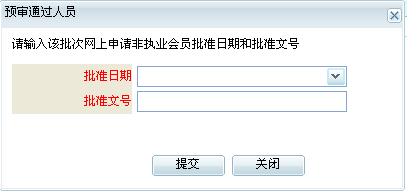 预审通过人员
请输入该批次网上申请非执业会员批准日期和批准文号
批准日期
批准文号
提交 关闭